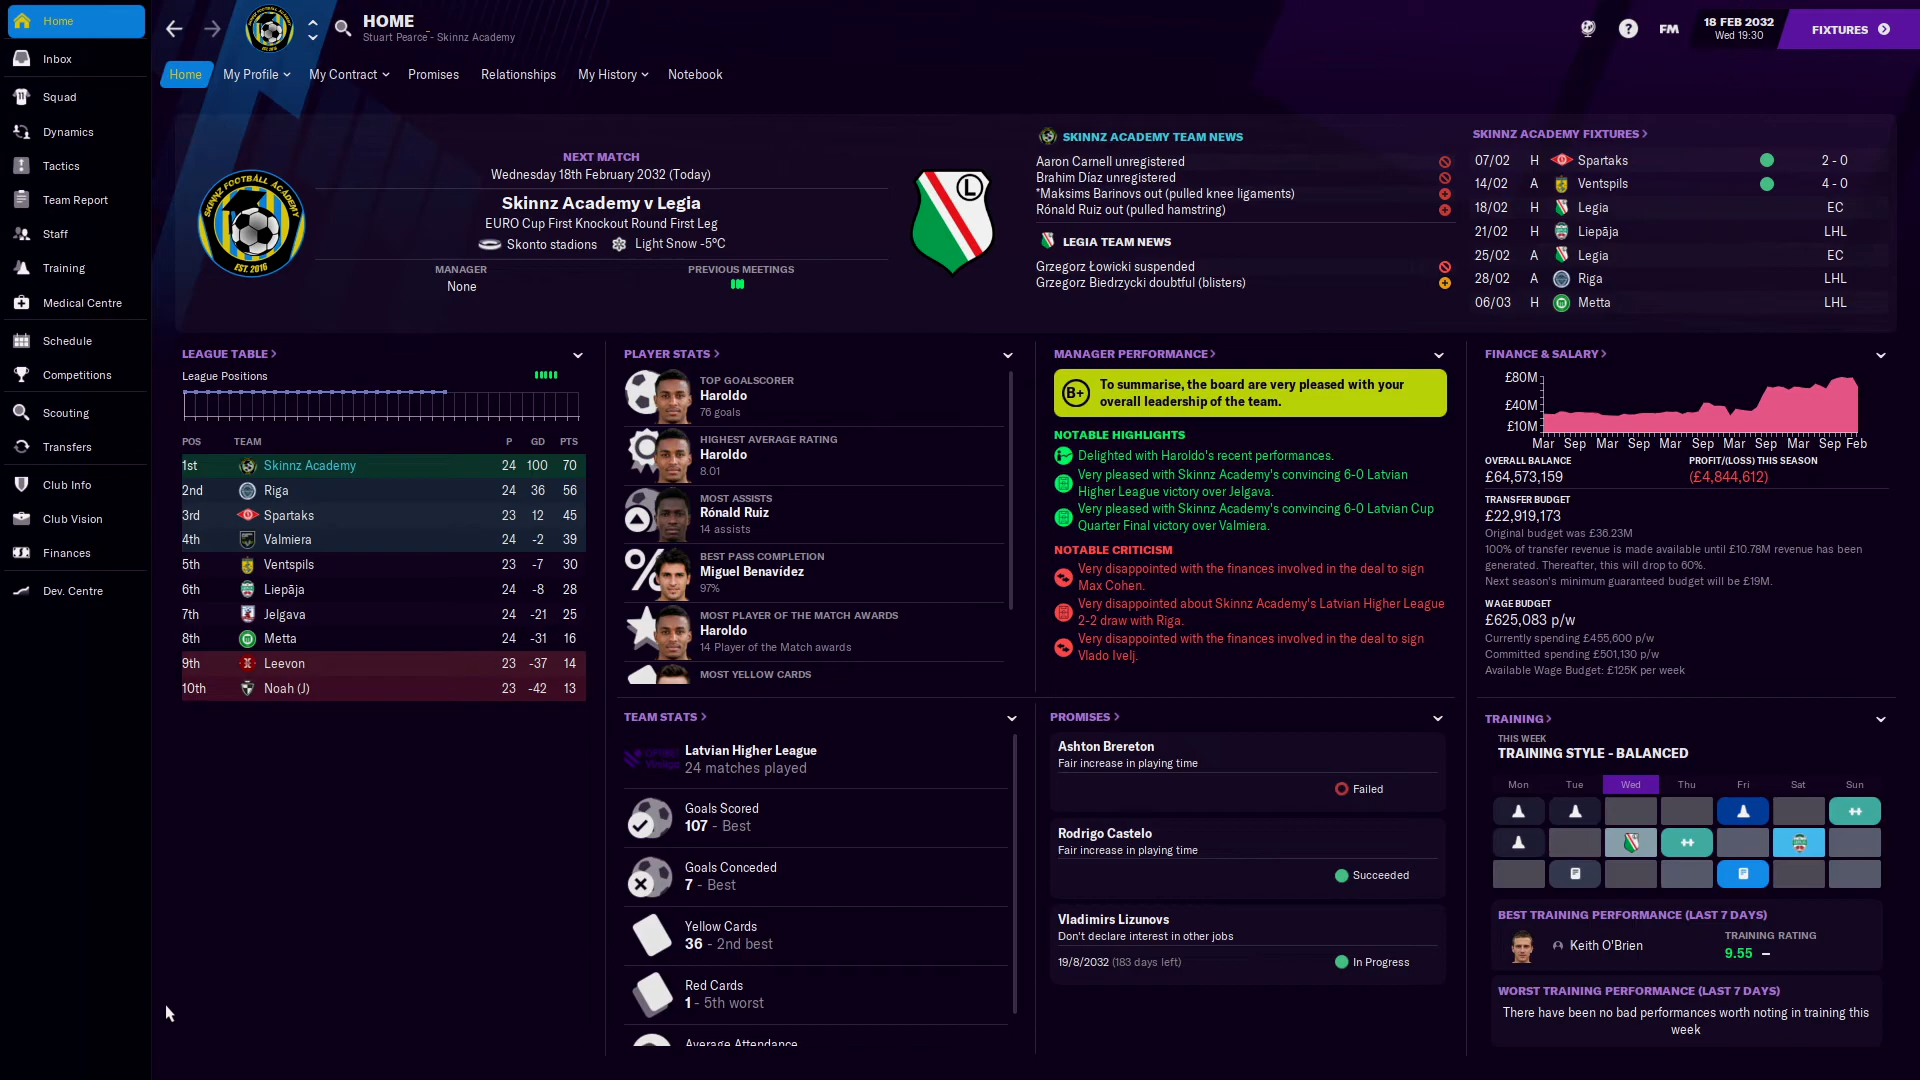 Home
Inbox
Squad
Dynamics
Tactics
Team Report
Staff
Training
Medical Centre
Schedule
Competitions
Scouting
Transfers
Club Info
Club Vision
Finances
Dev. Centre
HOME
Stuart Pearce - Skinnz Academy
FM
18 FEB 2032
Wed 19:30
FIXTURES
Home
My Profile
My Contract
Promises
Relationships
My History
Notebook
SKINNZ FOOTBALL ACADEMY
EST. 2016
NEXT MATCH
Wednesday 18th February 2032 (Today)
Skinnz Academy v Legia
EURO Cup First Knockout Round First Leg
Skonto stadions
Light Snow -5ºC
MANAGER
None
PREVIOUS MEETINGS
L
SKINNZ ACADEMY TEAM NEWS
Aaron Carnell unregistered
Brahim Díaz unregistered
*Maksims Barinovs out (pulled knee ligaments)
Rónald Ruiz out (pulled hamstring)
LEGIA TEAM NEWS
Grzegorz Łowicki suspended
Grzegorz Biedrzycki doubtful (blisters)
SKINNZ ACADEMY FIXTURES
07/02 H Spartaks 2 - 0
14/02 A Ventspils 4 - 0
18/02 H Legia EC
21/02 H Liepāja LHL
25/02 A Legia EC
28/02 A Riga LHL
06/03 H Metta LHL
LEAGUE TABLE
League Positions
POS TEAM P GD PTS
1st Skinnz Academy 24 100 70
2nd Riga 24 36 56
3rd Spartaks 23 12 45
4th Valmiera 24 -2 39
5th Ventspils 23 -7 30
6th Liepāja 24 -8 28
7th Jelgava 24 -21 25
8th Metta 24 -31 16
9th Leevon 23 -37 14
10th Noah (J) 23 -42 13
PLAYER STATS
TOP GOALSCORER
Haroldo
76 goals
HIGHEST AVERAGE RATING
Haroldo
8.01
MOST ASSISTS
Rónald Ruiz
14 assists
BEST PASS COMPLETION
Miguel Benavídez
97%
MOST PLAYER OF THE MATCH AWARDS
Haroldo
14 Player of the Match awards
MOST YELLOW CARDS
MANAGER PERFORMANCE
B+
To summarise, the board are very pleased with your
overall leadership of the team.
NOTABLE HIGHLIGHTS
Delighted with Haroldo's recent performances.
Very pleased with Skinnz Academy's convincing 6-0 Latvian
Higher League victory over Jelgava.
Very pleased with Skinnz Academy's convincing 6-0 Latvian Cup
Quarter Final victory over Valmiera.
NOTABLE CRITICISM
Very disappointed with the finances involved in the deal to sign
Max Cohen.
Very disappointed about Skinnz Academy's Latvian Higher League
2-2 draw with Riga.
Very disappointed with the finances involved in the deal to sign
Vlado Ivelj.
FINANCE & SALARY
£80M
£40M
£10M
Mar Sep Mar Sep Mar Sep Mar Sep Mar Sep Feb
OVERALL BALANCE
£64,573,159
PROFIT/(LOSS) THIS SEASON
(£4,844,612)
TRANSFER BUDGET
£22,919,173
Original budget was £36.23M
100% of transfer revenue is made available until £10.78M revenue has been
generated. Thereafter, this will drop to 60%.
Next season's minimum guaranteed budget will be £19M.
WAGE BUDGET
£625,083 p/w
Currently spending £455,600 p/w
Committed spending £501,130 p/w
Available Wage Budget: £125K per week
TEAM STATS
Latvian Higher League
24 matches played
Goals Scored
107 - Best
Goals Conceded
7 - Best
Yellow Cards
36 - 2nd best
Red Cards
1 - 5th worst
Average Attendance
PROMISES
Ashton Brereton
Fair increase in playing time
Failed
Rodrigo Castelo
Fair increase in playing time
Succeeded
Vladimirs Lizunovs
Don't declare interest in other jobs
19/8/2032 (183 days left)
In Progress
TRAINING
THIS WEEK
TRAINING STYLE - BALANCED
Mon Tue Wed Thu Fri Sat Sun
BEST TRAINING PERFORMANCE (LAST 7 DAYS)
Keith O'Brien
TRAINING RATING
9.55 –
WORST TRAINING PERFORMANCE (LAST 7 DAYS)
There have been no bad performances worth noting in training this
week